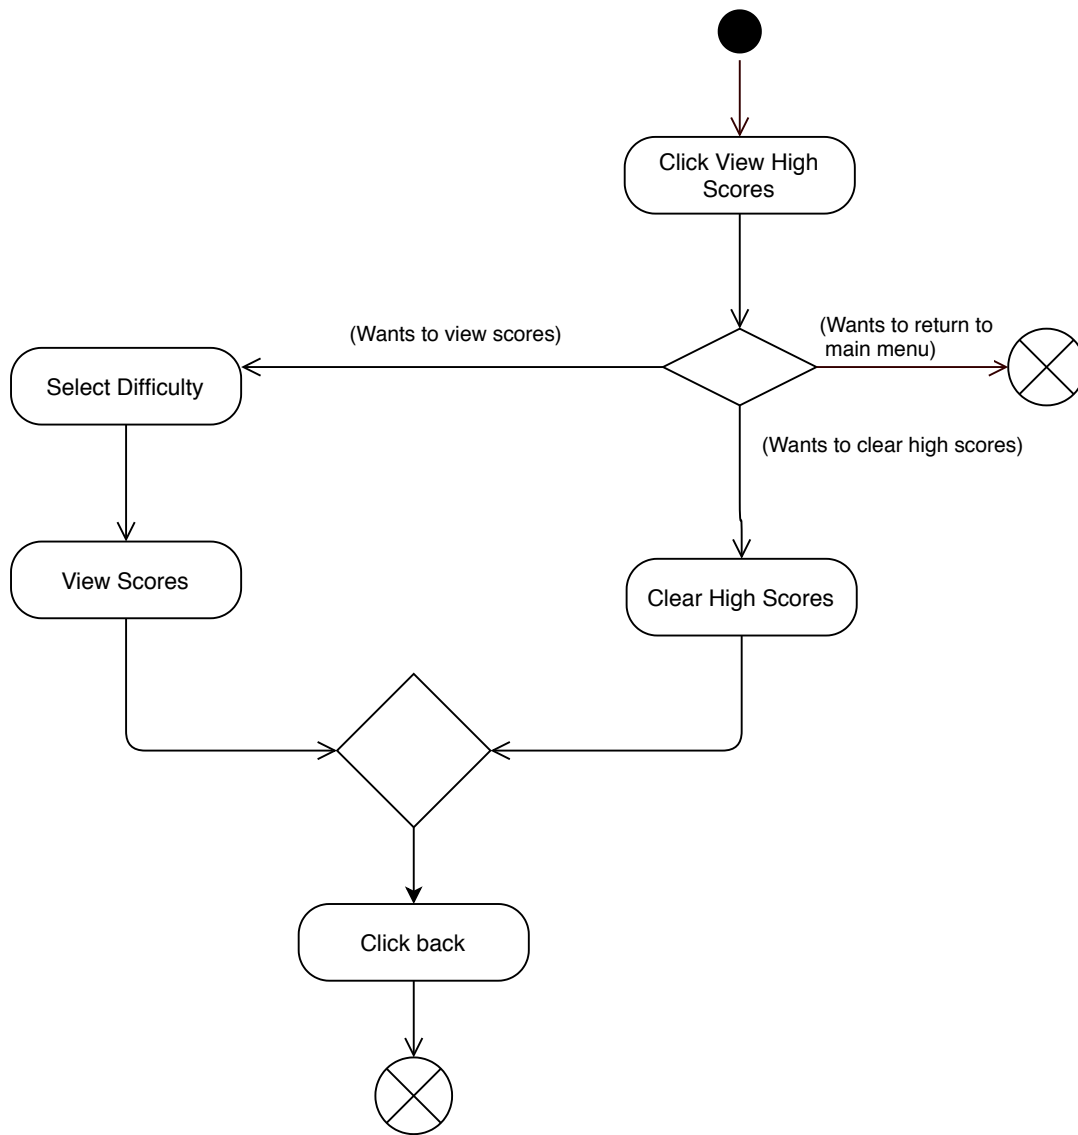 Click View High
Scores
(Wants to view scores)
(Wants to return to
main menu)
Select Difficulty
(Wants to clear high scores)
View Scores
Clear High Scores
Click back